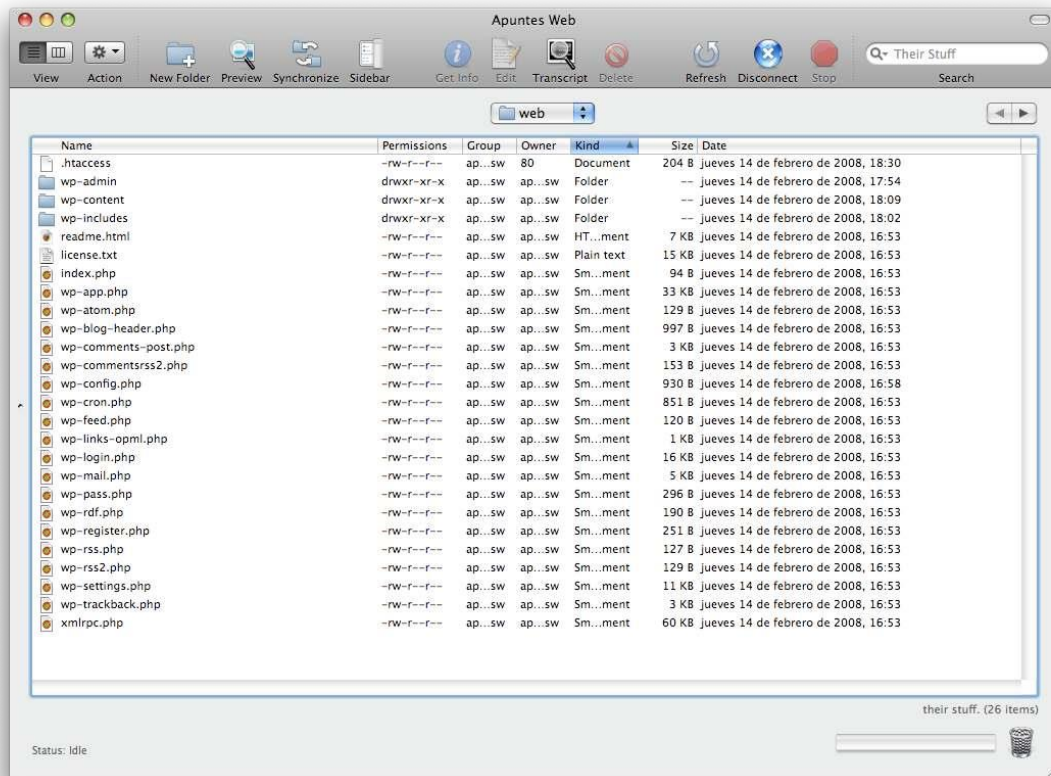 Apuntes Web
View Action New Folder Preview Synchronize Sidebar Get Info Edit Transcript Delete Refresh Disconnect Stop Their Stuff Search
web
Name Permissions Group Owner Kind Size Date
.htaccess -rw-r--r-- ap...sw 80 Document 204 B jueves 14 de febrero de 2008, 18:30
wp-admin drwxr-xr-x ap...sw ap...sw Folder -- jueves 14 de febrero de 2008, 17:54
wp-content drwxr-xr-x ap...sw ap...sw Folder -- jueves 14 de febrero de 2008, 18:09
wp-includes drwxr-xr-x ap...sw ap...sw Folder -- jueves 14 de febrero de 2008, 18:02
readme.html -rw-r--r-- ap...sw ap...sw HT...ment 7 KB jueves 14 de febrero de 2008, 16:53
license.txt -rw-r--r-- ap...sw ap...sw Plain text 15 KB jueves 14 de febrero de 2008, 16:53
index.php -rw-r--r-- ap...sw ap...sw Sm...ment 94 B jueves 14 de febrero de 2008, 16:53
wp-app.php -rw-r--r-- ap...sw ap...sw Sm...ment 33 KB jueves 14 de febrero de 2008, 16:53
wp-atom.php -rw-r--r-- ap...sw ap...sw Sm...ment 129 B jueves 14 de febrero de 2008, 16:53
wp-blog-header.php -rw-r--r-- ap...sw ap...sw Sm...ment 997 B jueves 14 de febrero de 2008, 16:53
wp-comments-post.php -rw-r--r-- ap...sw ap...sw Sm...ment 3 KB jueves 14 de febrero de 2008, 16:53
wp-commentsrss2.php -rw-r--r-- ap...sw ap...sw Sm...ment 153 B jueves 14 de febrero de 2008, 16:53
wp-config.php -rw-r--r-- ap...sw ap...sw Sm...ment 930 B jueves 14 de febrero de 2008, 16:58
wp-cron.php -rw-r--r-- ap...sw ap...sw Sm...ment 851 B jueves 14 de febrero de 2008, 16:53
wp-feed.php -rw-r--r-- ap...sw ap...sw Sm...ment 120 B jueves 14 de febrero de 2008, 16:53
wp-links-opml.php -rw-r--r-- ap...sw ap...sw Sm...ment 1 KB jueves 14 de febrero de 2008, 16:53
wp-login.php -rw-r--r-- ap...sw ap...sw Sm...ment 16 KB jueves 14 de febrero de 2008, 16:53
wp-mail.php -rw-r--r-- ap...sw ap...sw Sm...ment 5 KB jueves 14 de febrero de 2008, 16:53
wp-pass.php -rw-r--r-- ap...sw ap...sw Sm...ment 296 B jueves 14 de febrero de 2008, 16:53
wp-rdf.php -rw-r--r-- ap...sw ap...sw Sm...ment 190 B jueves 14 de febrero de 2008, 16:53
wp-register.php -rw-r--r-- ap...sw ap...sw Sm...ment 251 B jueves 14 de febrero de 2008, 16:53
wp-rss.php -rw-r--r-- ap...sw ap...sw Sm...ment 127 B jueves 14 de febrero de 2008, 16:53
wp-rss2.php -rw-r--r-- ap...sw ap...sw Sm...ment 129 B jueves 14 de febrero de 2008, 16:53
wp-settings.php -rw-r--r-- ap...sw ap...sw Sm...ment 11 KB jueves 14 de febrero de 2008, 16:53
wp-trackback.php -rw-r--r-- ap...sw ap...sw Sm...ment 3 KB jueves 14 de febrero de 2008, 16:53
xmlrpc.php -rw-r--r-- ap...sw ap...sw Sm...ment 60 KB jueves 14 de febrero de 2008, 16:53
their stuff. (26 items)
Status: Idle